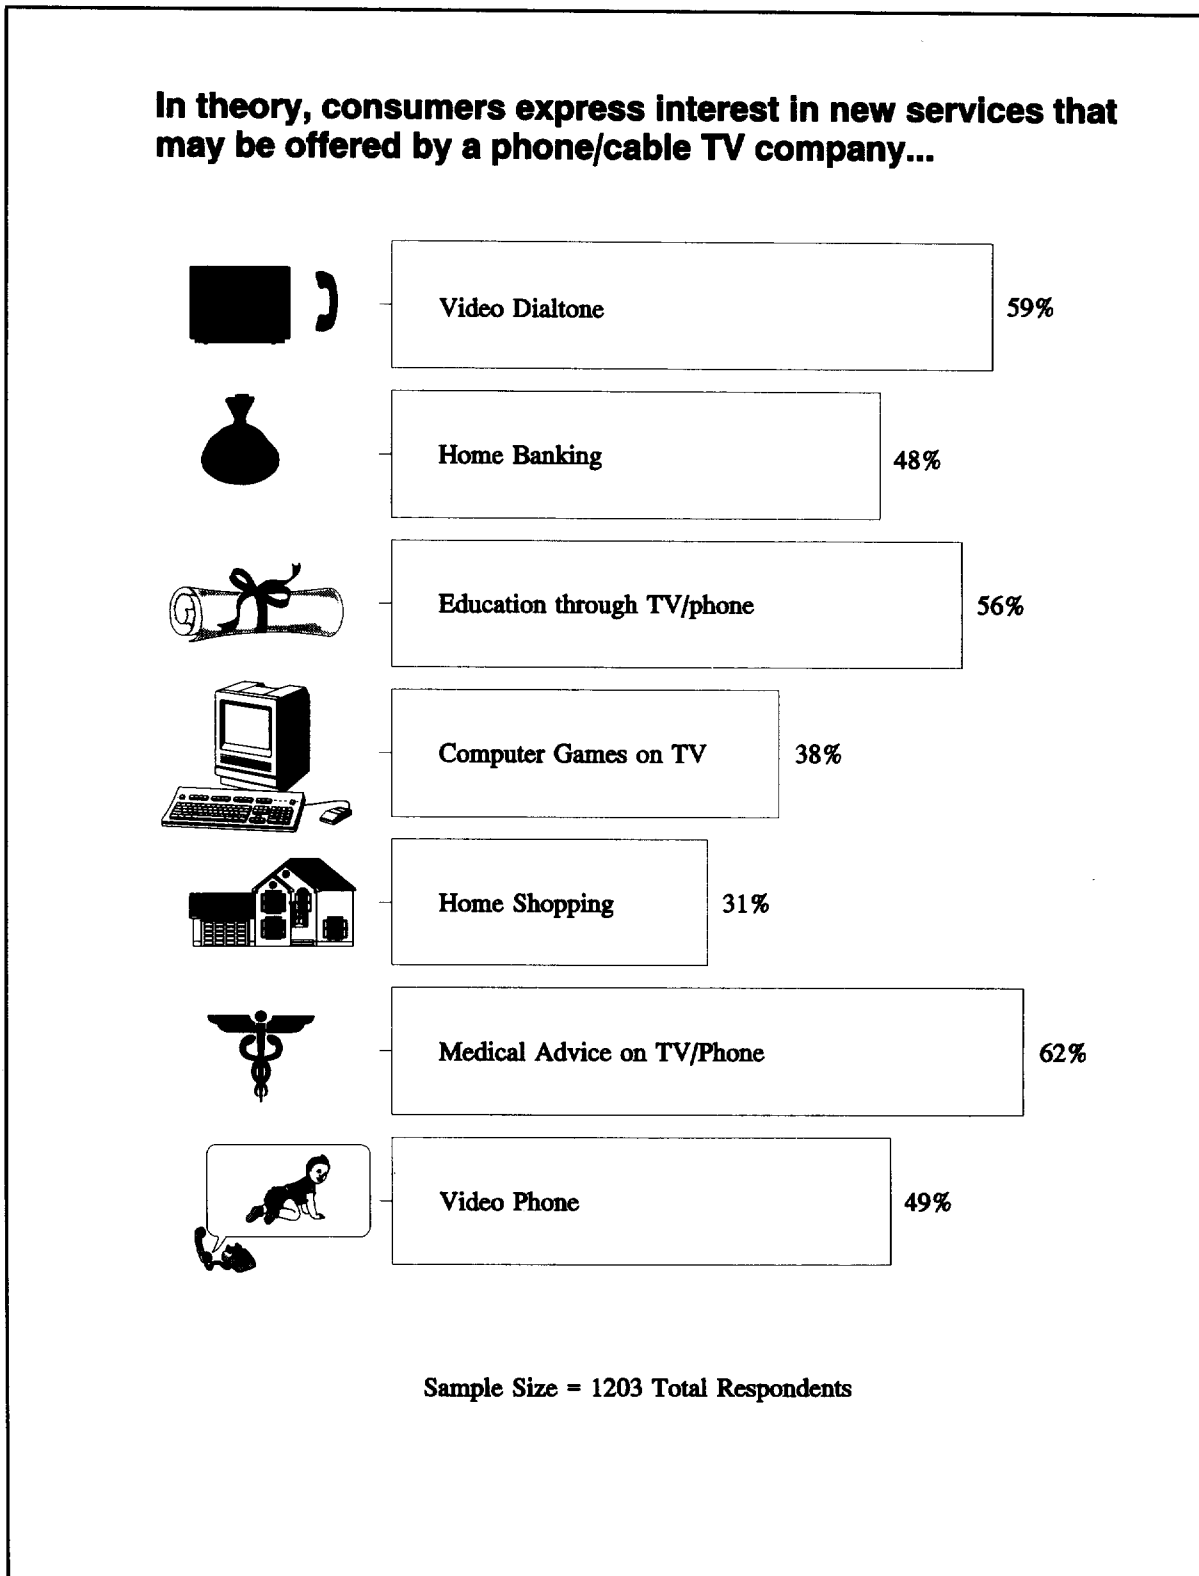 In theory, consumers express interest in new services that
may be offered by a phone/cable TV company...
Video Dialtone 59%
Home Banking 48%
Education through TV/phone 56%
Computer Games on TV 38%
Home Shopping 31%
Medical Advice on TV/Phone 62%
Video Phone 49%
Sample Size = 1203 Total Respondents